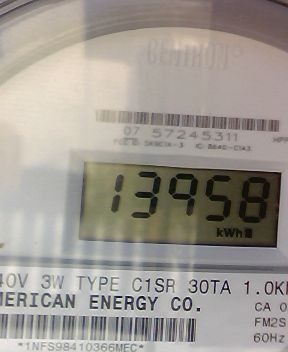 CENTRON®
07 57245311
13958
kWh
40V 3W TYPE C1SR 30TA 1.0K
MERICAN ENERGY CO.
CA 0
FM2S
60Hz
*1NFS98410366MEC*